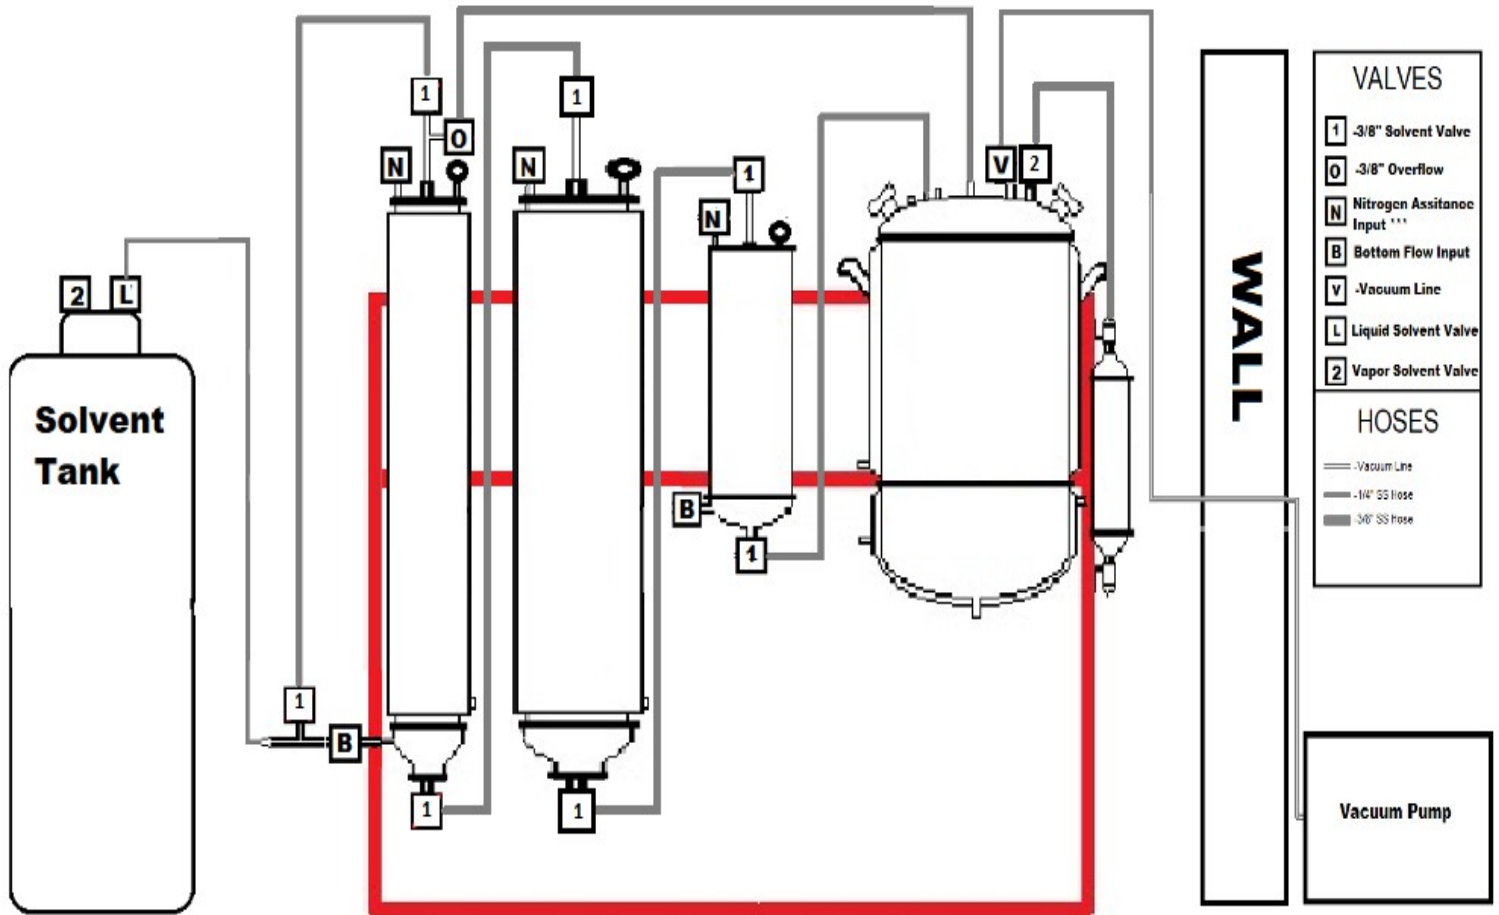 1
O
N
1
N
1
N
V
2
2
L
B
1
1
B
1
1
Solvent
Tank
WALL
VALVES
1 -3/8" Solvent Valve
O -3/8" Overflow
N Nitrogen Assitance
Input ***
B Bottom Flow Input
V -Vacuum Line
L Liquid Solvent Valve
2 Vapor Solvent Valve
HOSES
-Vacuum Line
-1/4" SS Hose
-3/8" SS Hose
Vacuum Pump